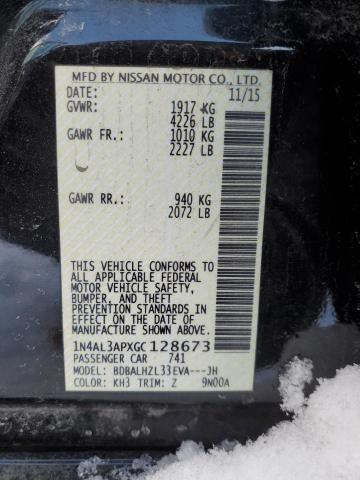 MFD BY NISSAN MOTOR CO., LTD.
DATE: 11/15
GVWR: 1917 KG
4226 LB
GAWR FR.: 1010 KG
2227 LB
GAWR RR.: 940 KG
2072 LB
THIS VEHICLE CONFORMS TO
ALL APPLICABLE FEDERAL
MOTOR VEHICLE SAFETY,
BUMPER, AND THEFT
PREVENTION STANDARDS IN
EFFECT ON THE DATE OF
MANUFACTURE SHOWN ABOVE.
1N4AL3APXGC128673
PASSENGER CAR 741
MODEL: BDBALHZL33EVA---JH
COLOR: KH3 TRIM: Z 9N00A